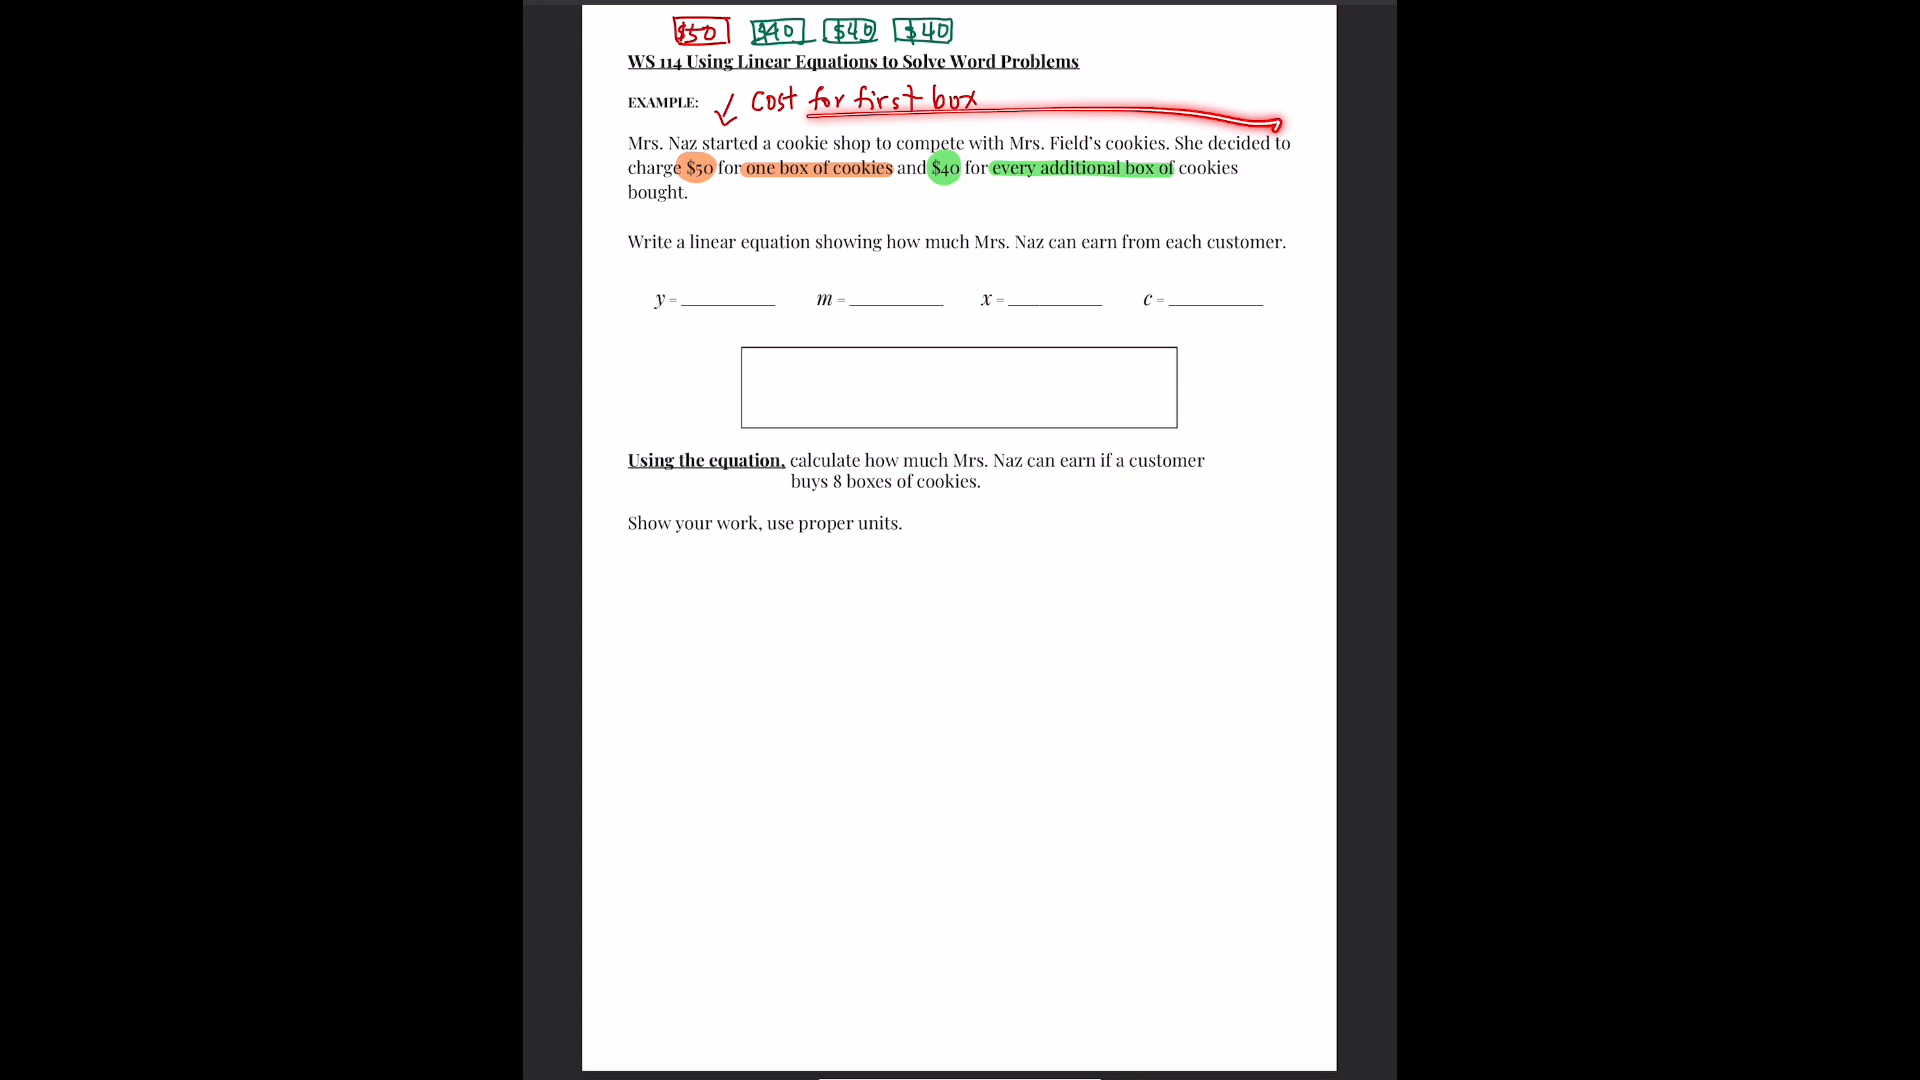 $50 $40 $40 $40
WS 114 Using Linear Equations to Solve Word Problems
EXAMPLE: cost for first box
Mrs. Naz started a cookie shop to compete with Mrs. Field's cookies. She decided to
charge $50 for one box of cookies and $40 for every additional box of cookies
bought.
Write a linear equation showing how much Mrs. Naz can earn from each customer.
y = __________ m = __________ x = __________ c = __________
Using the equation, calculate how much Mrs. Naz can earn if a customer
buys 8 boxes of cookies.
Show your work, use proper units.